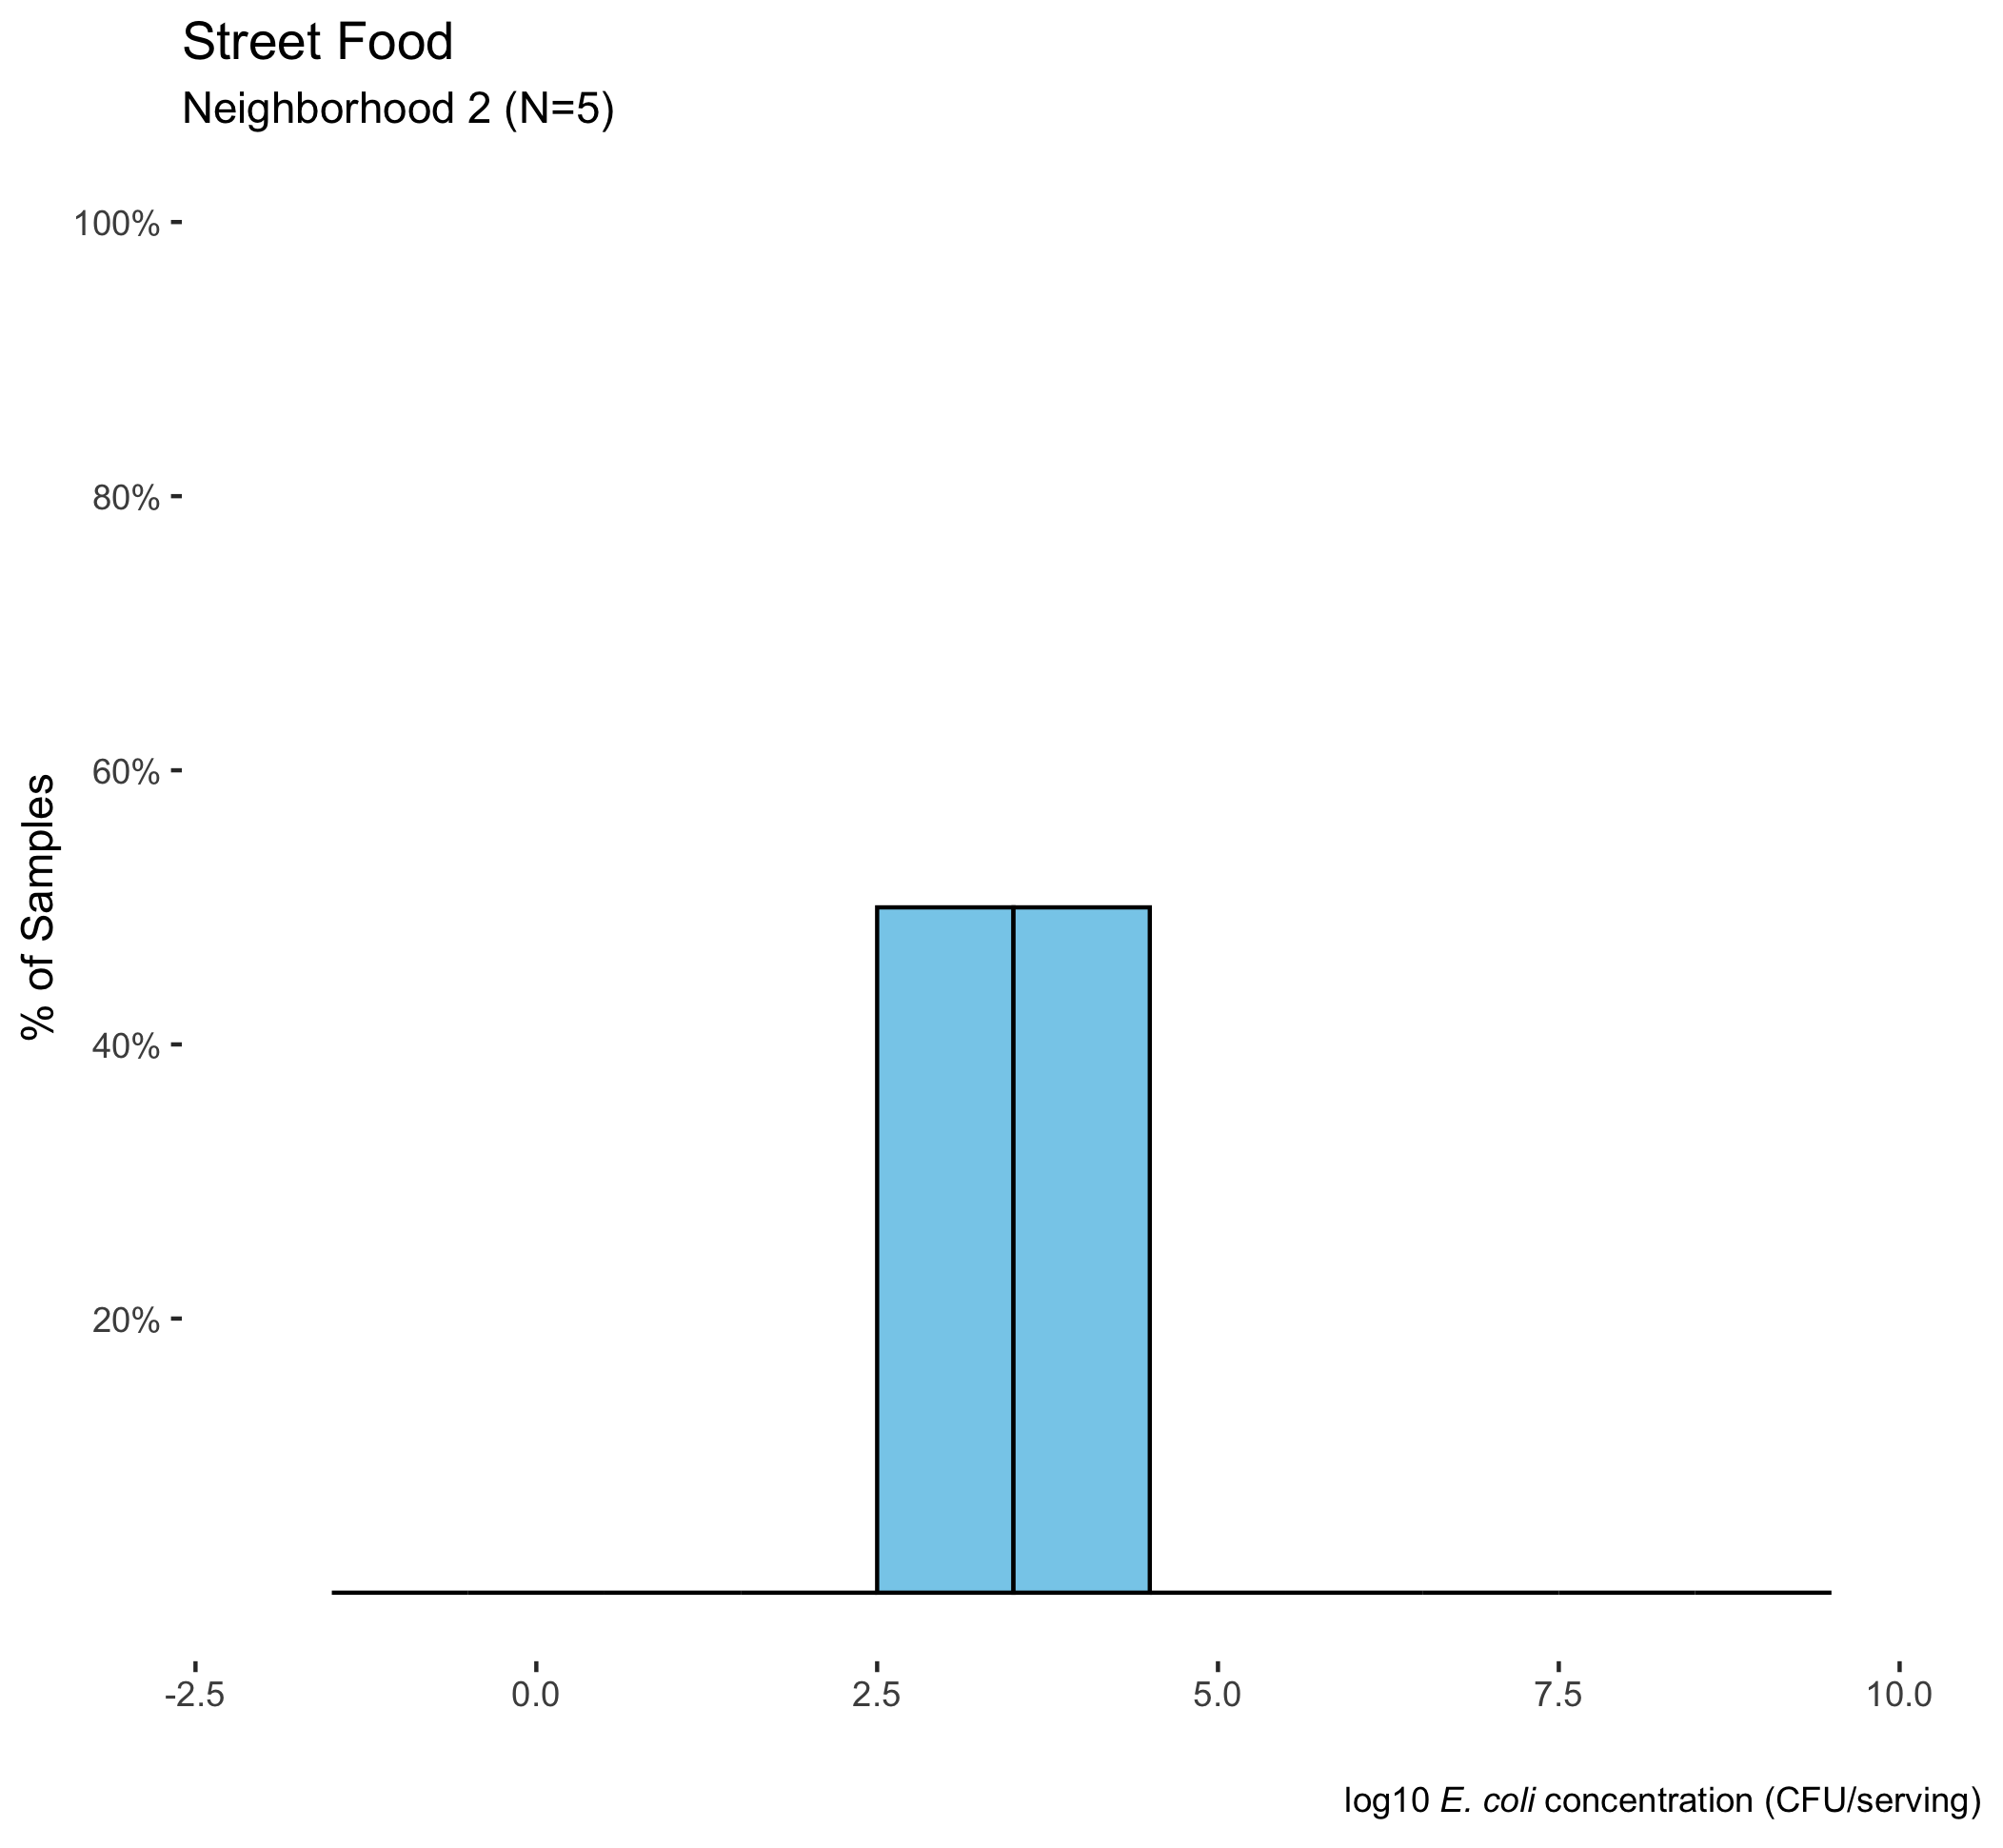 Street Food
Neighborhood 2 (N=5)
100%
80%
60%
40%
20%
% of Samples
-2.5
0.0
2.5
5.0
7.5
10.0
log10 E. coli concentration (CFU/serving)